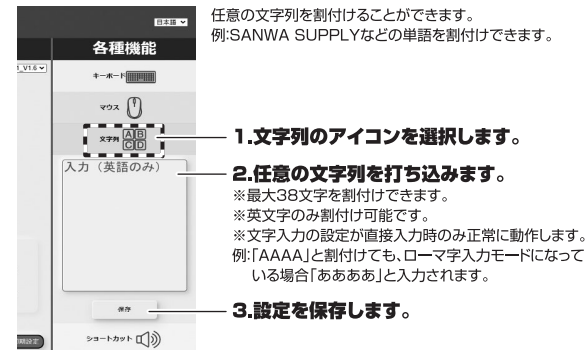 任意の文字列を割付けることができます。
例:SANWA SUPPLYなどの単語を割付けできます。
日本語
各種機能
1_V1.6
キーボード
マウス
文字列 AB
CD
1.文字列のアイコンを選択します。
入力（英語のみ）
2.任意の文字列を打ち込みます。
※最大38文字を割付けできます。
※英文字のみ割付け可能です。
※文字入力の設定が直接入力時のみ正常に動作します。
例:「AAAA」と割付けても、ローマ字入力モードになって
いる場合「ああああ」と入力されます。
保存
3.設定を保存します。
期設定
ショートカット